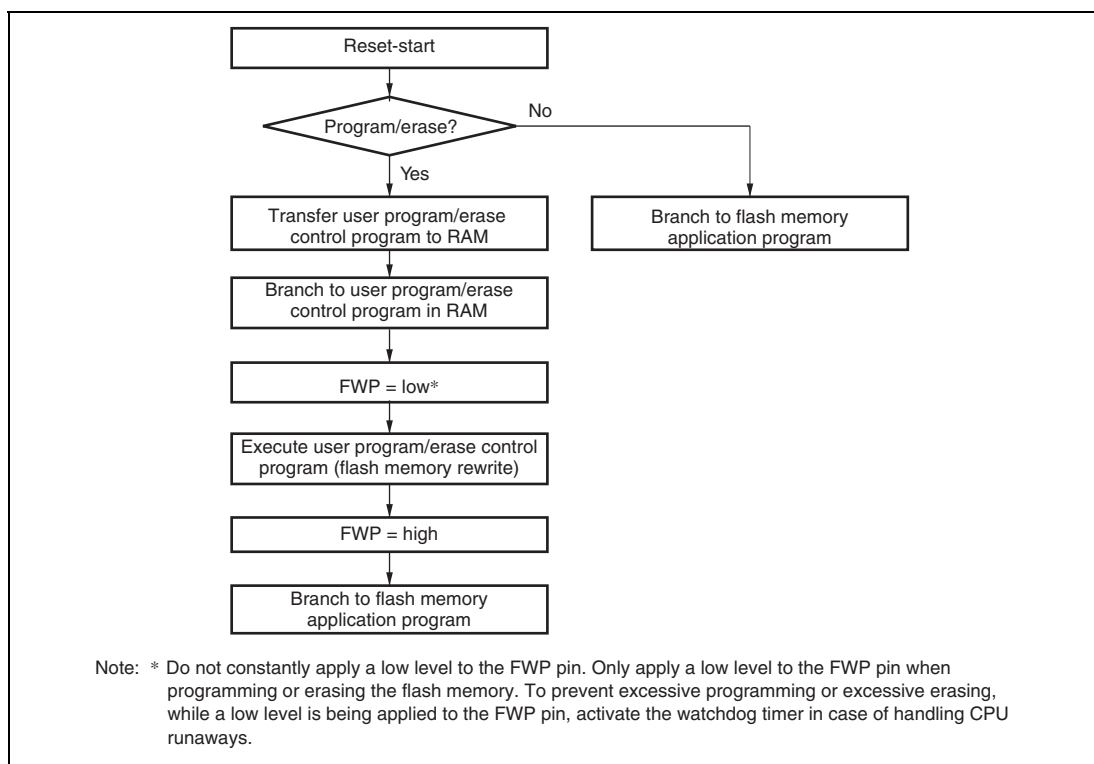 Reset-start
Program/erase?
No
Yes
Transfer user program/erase
control program to RAM
Branch to flash memory
application program
Branch to user program/erase
control program in RAM
FWP = low*
Execute user program/erase control
program (flash memory rewrite)
FWP = high
Branch to flash memory
application program
Note: * Do not constantly apply a low level to the FWP pin. Only apply a low level to the FWP pin when
programming or erasing the flash memory. To prevent excessive programming or excessive erasing,
while a low level is being applied to the FWP pin, activate the watchdog timer in case of handling CPU
runaways.